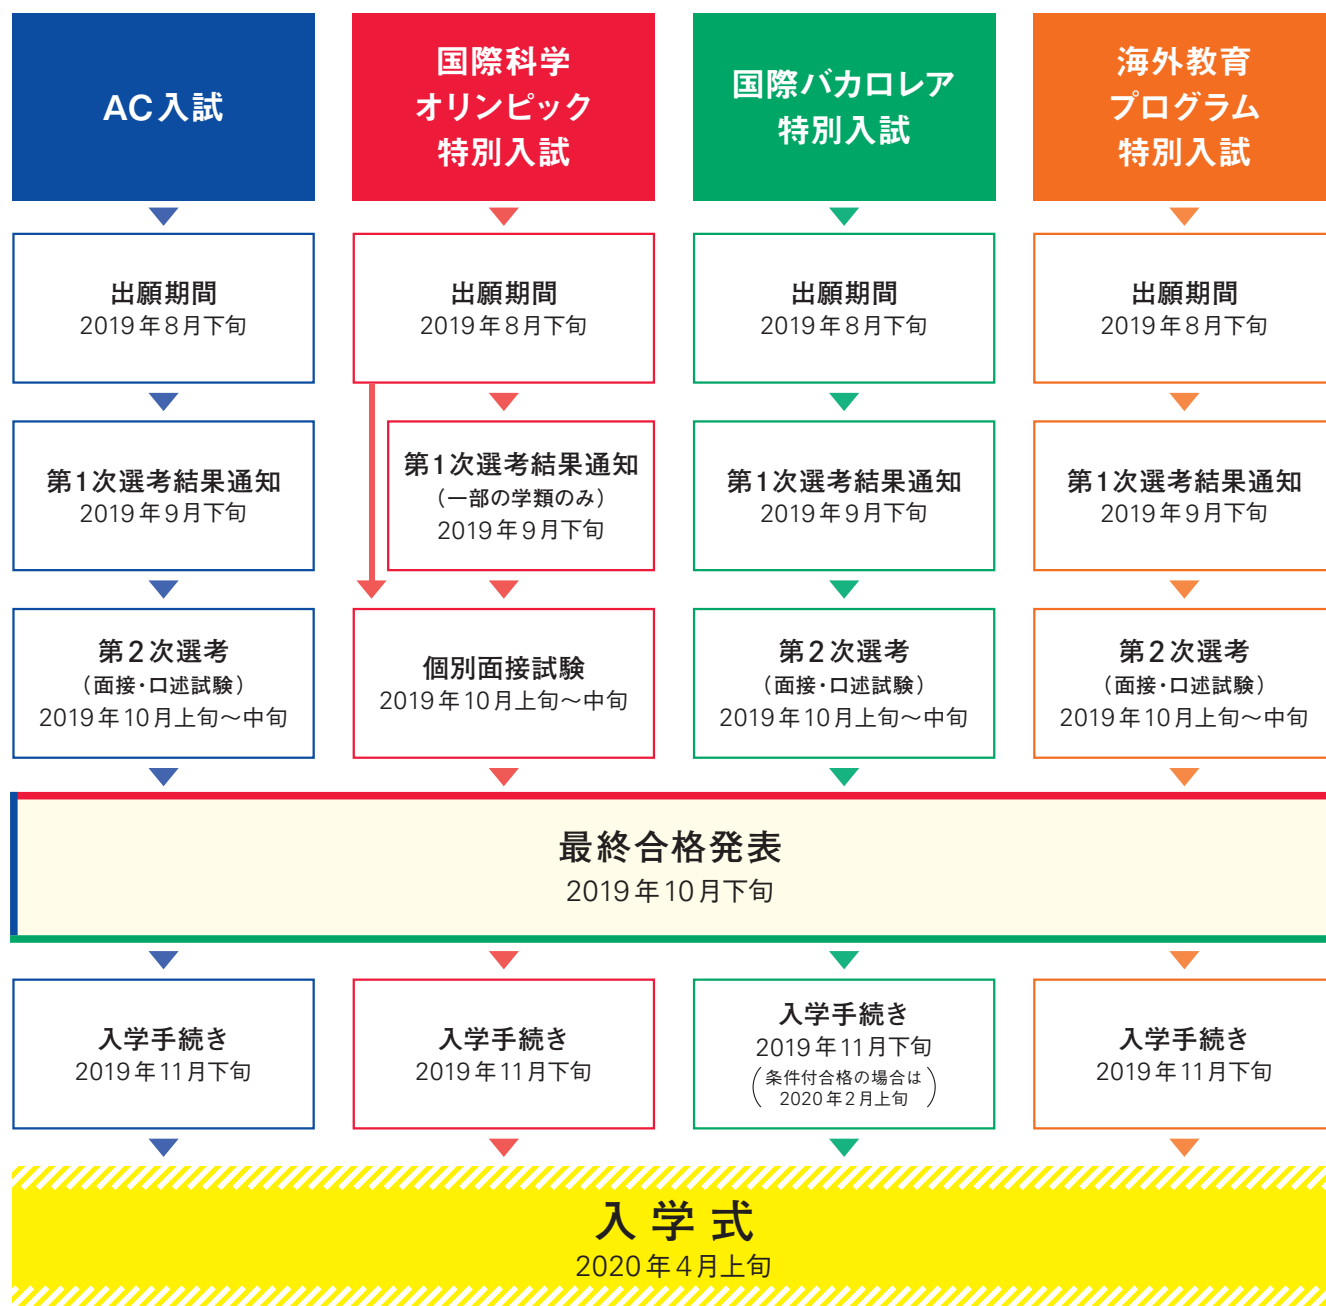 AC入試
国際科学
オリンピック
特別入試
国際バカロレア
特別入試
海外教育
プログラム
特別入試
出願期間
2019年8月下旬
出願期間
2019年8月下旬
出願期間
2019年8月下旬
出願期間
2019年8月下旬
第1次選考結果通知
2019年9月下旬
第1次選考結果通知
（一部の学類のみ）
2019年9月下旬
第1次選考結果通知
2019年9月下旬
第1次選考結果通知
2019年9月下旬
第2次選考
（面接・口述試験）
2019年10月上旬～中旬
個別面接試験
2019年10月上旬～中旬
第2次選考
（面接・口述試験）
2019年10月上旬～中旬
第2次選考
（面接・口述試験）
2019年10月上旬～中旬
最終合格発表
2019年10月下旬
入学手続き
2019年11月下旬
入学手続き
2019年11月下旬
入学手続き
2019年11月下旬
（条件付合格の場合は
2020年2月上旬）
入学手続き
2019年11月下旬
入学式
2020年4月上旬